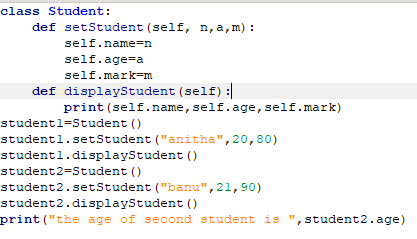 class Student:
    def setStudent(self, n,a,m):
        self.name=n
        self.age=a
        self.mark=m
    def displayStudent(self):
        print(self.name,self.age,self.mark)
student1=Student()
student1.setStudent("anitha",20,80)
student1.displayStudent()
student2=Student()
student2.setStudent("banu",21,90)
student2.displayStudent()
print("the age of second student is ",student2.age)